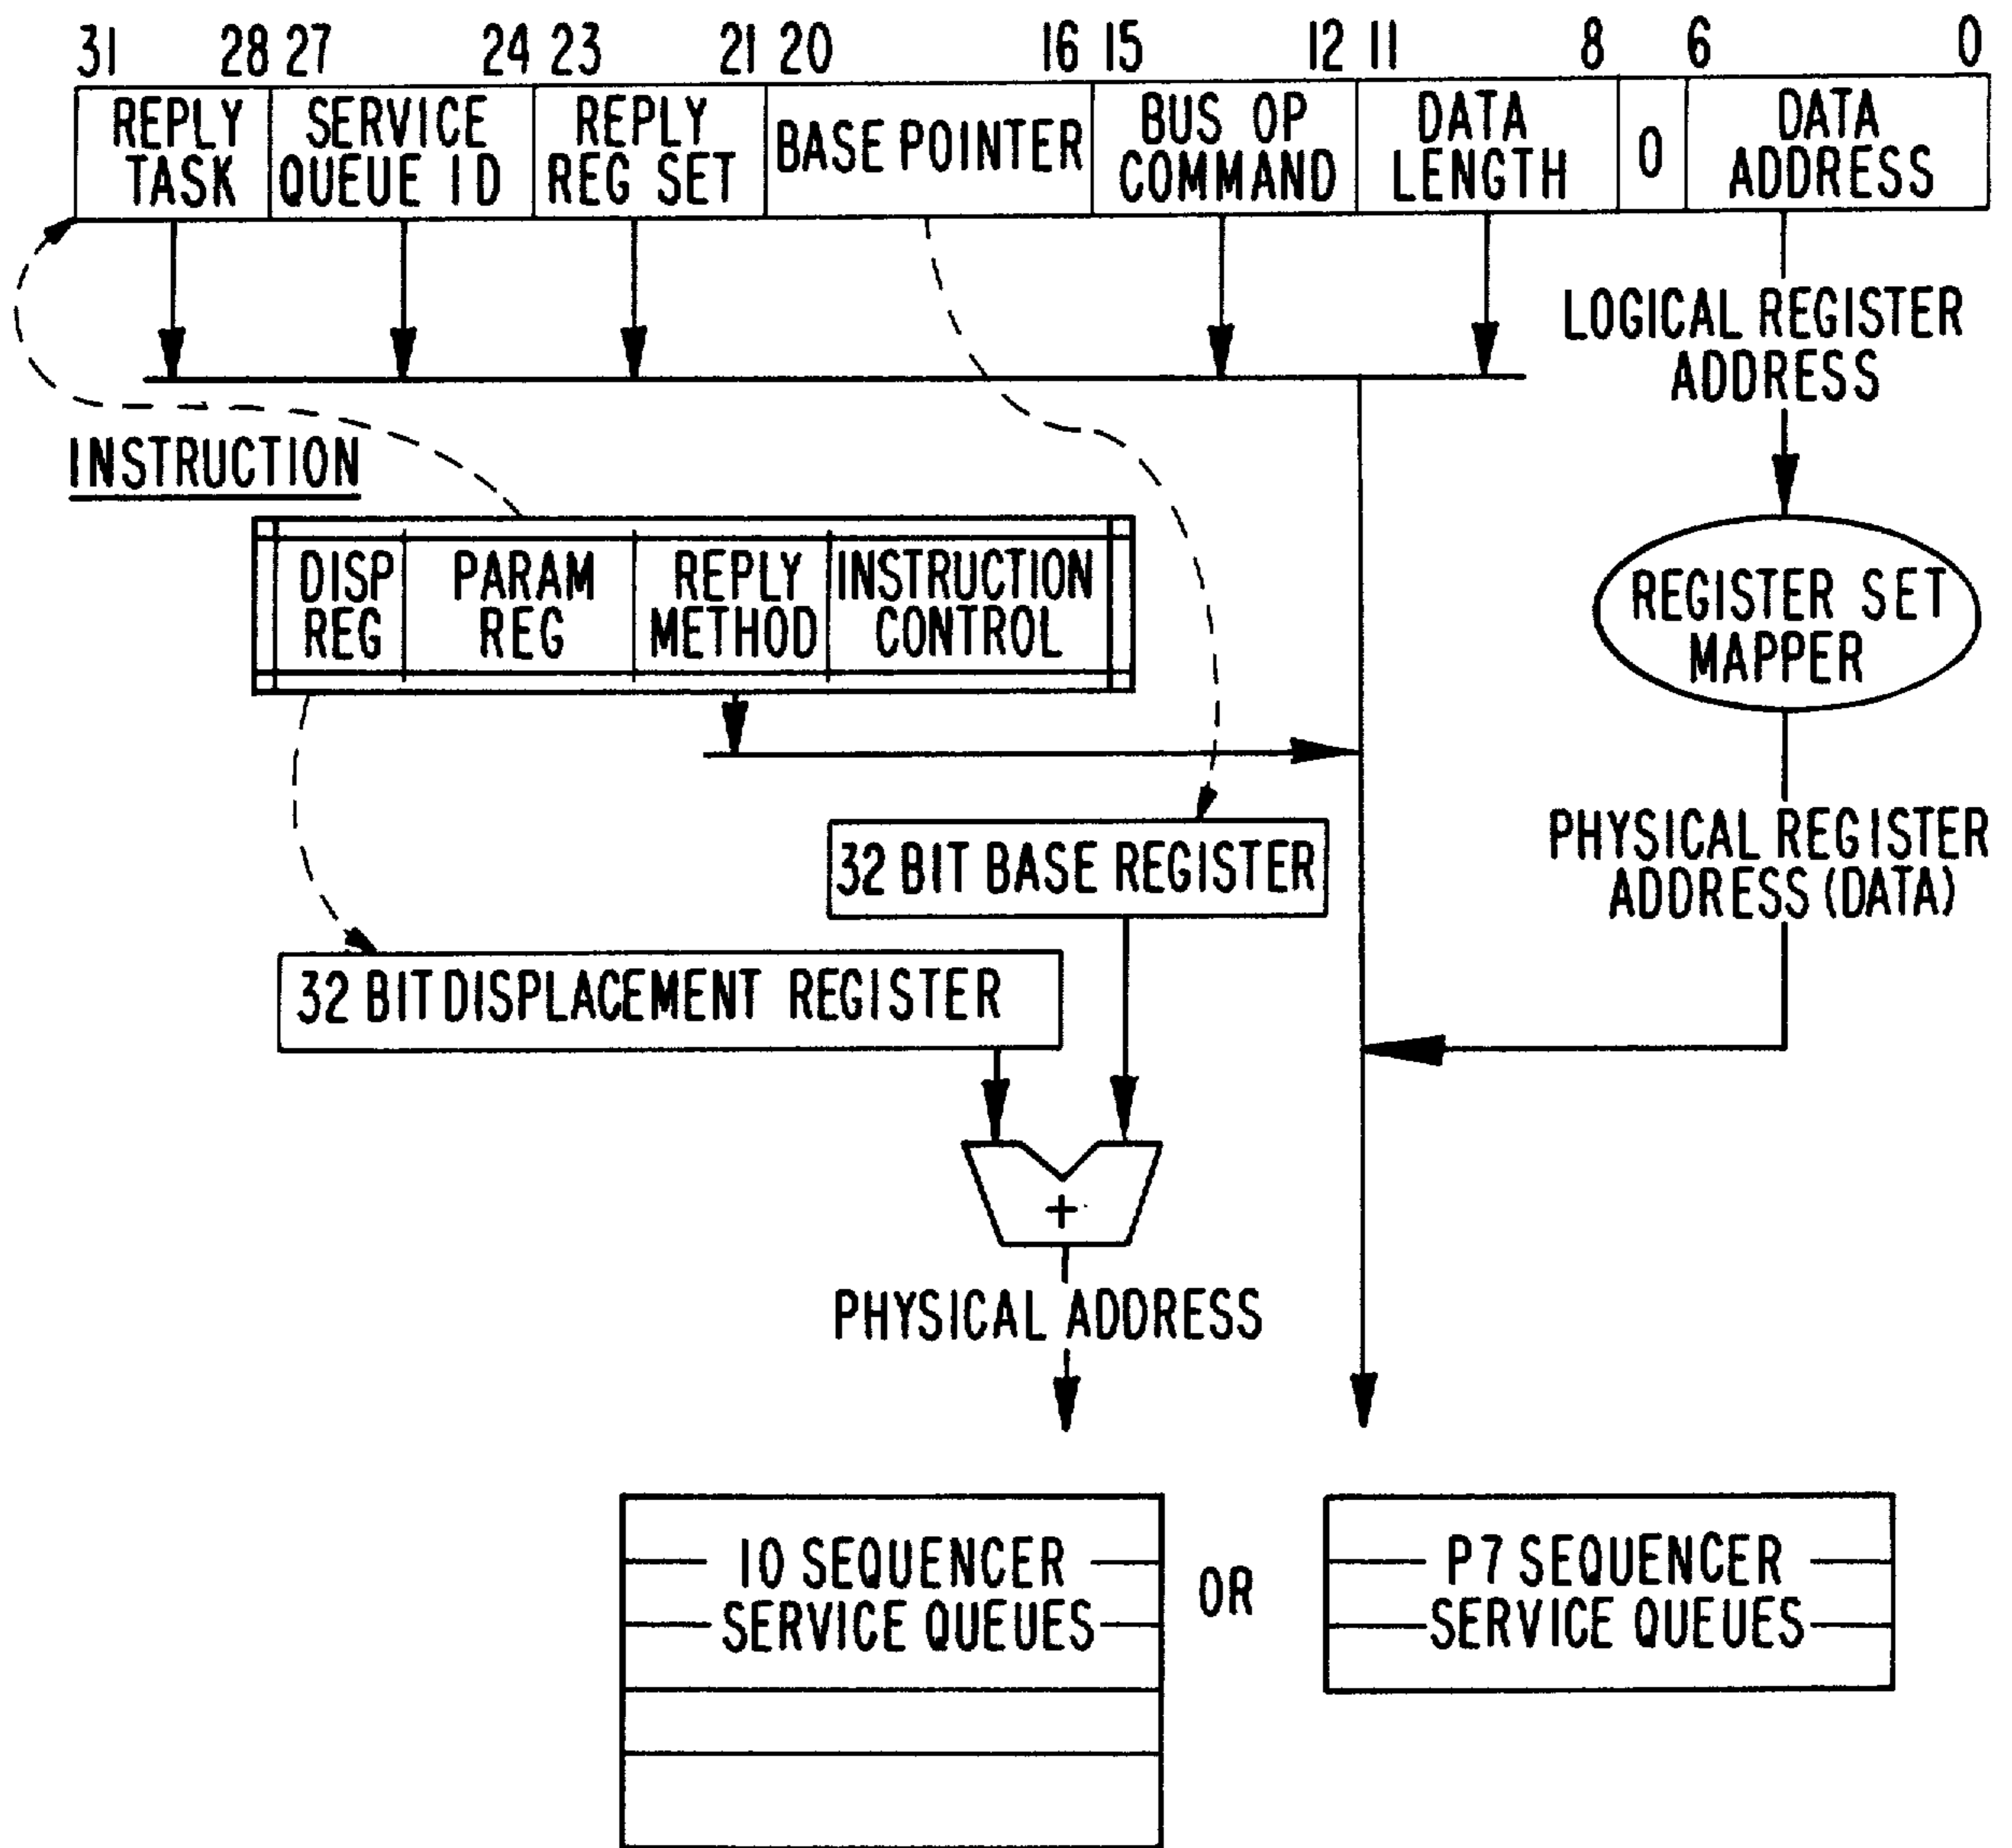 31 28 27 24 23 21 20 16 15 12 11 8 6 0
REPLY TASK
SERVICE QUEUE ID
REPLY REG SET
BASE POINTER
BUS OP COMMAND
DATA LENGTH
0
DATA ADDRESS
LOGICAL REGISTER
ADDRESS
INSTRUCTION
DISP REG
PARAM REG
REPLY METHOD
INSTRUCTION CONTROL
REGISTER SET
MAPPER
32 BIT BASE REGISTER
PHYSICAL REGISTER
ADDRESS (DATA)
32 BIT DISPLACEMENT REGISTER
+
PHYSICAL ADDRESS
IO SEQUENCER
SERVICE QUEUES
OR
P7 SEQUENCER
SERVICE QUEUES